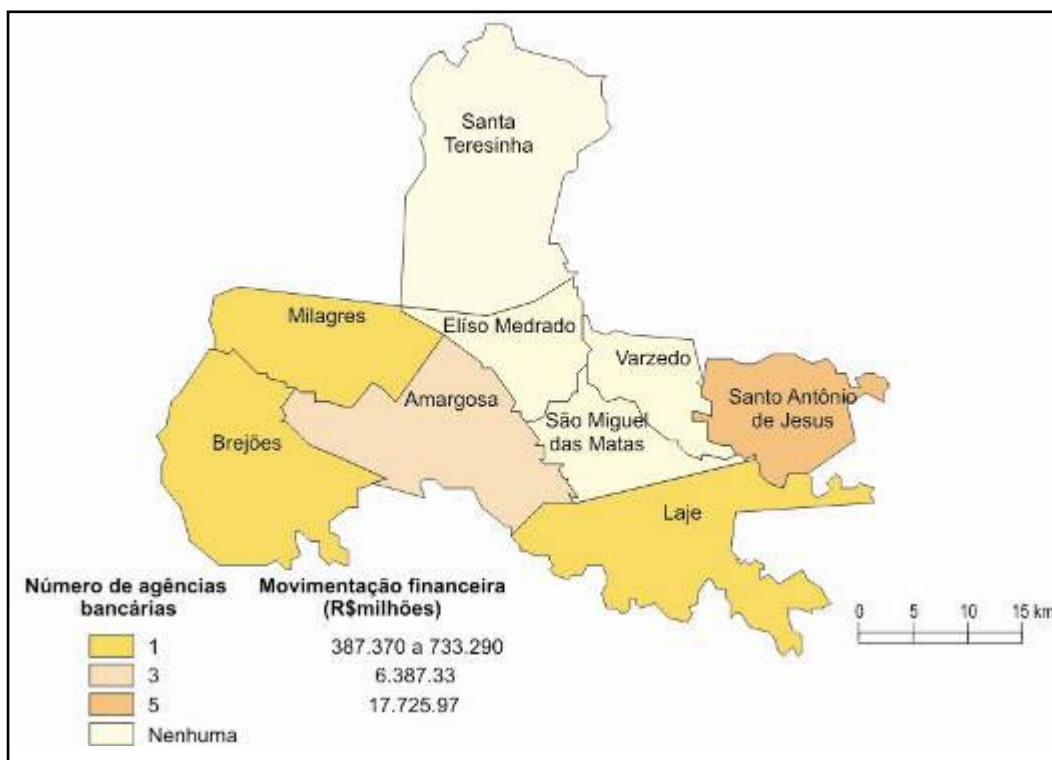 Santa
Teresinha
Milagres
Elíso Medrado
Varzedo
Santo Antônio
de Jesus
Amargosa
São Miguel
das Matas
Brejões
Laje
Número de agências
bancárias
Movimentação financeira
(R$milhões)
1 387.370 a 733.290
3 6.387.33
5 17.725.97
Nenhuma
0 5 10 15 km